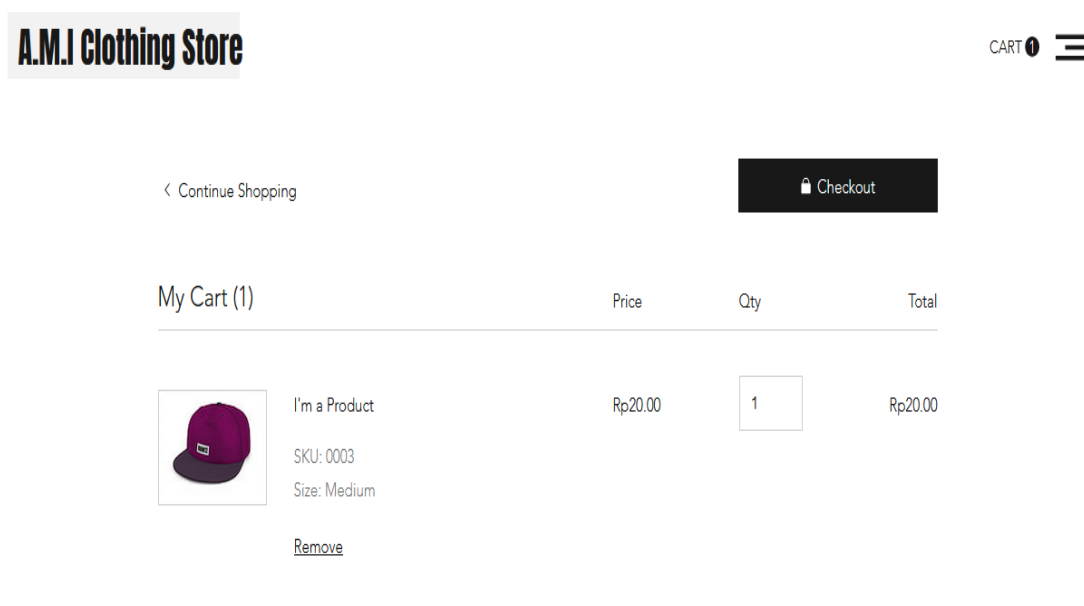 A.M.I Clothing Store
CART 1
Continue Shopping
Checkout
My Cart (1) Price Qty Total
I'm a Product Rp20.00 1 Rp20.00
SKU: 0003
Size: Medium
Remove